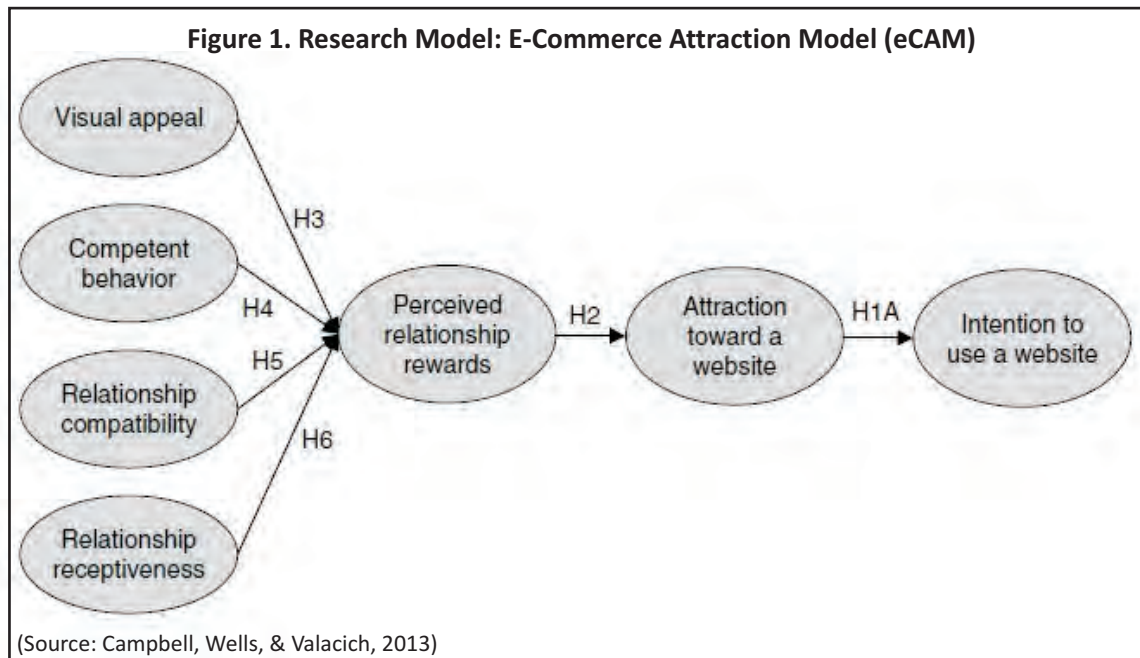 Figure 1. Research Model: E-Commerce Attraction Model (eCAM)
Visual appeal
Competent
behavior
Relationship
compatibility
Relationship
receptiveness
H3
H4
H5
H6
Perceived
relationship
rewards
H2
Attraction
toward a
website
H1A
Intention to
use a website
(Source: Campbell, Wells, & Valacich, 2013)